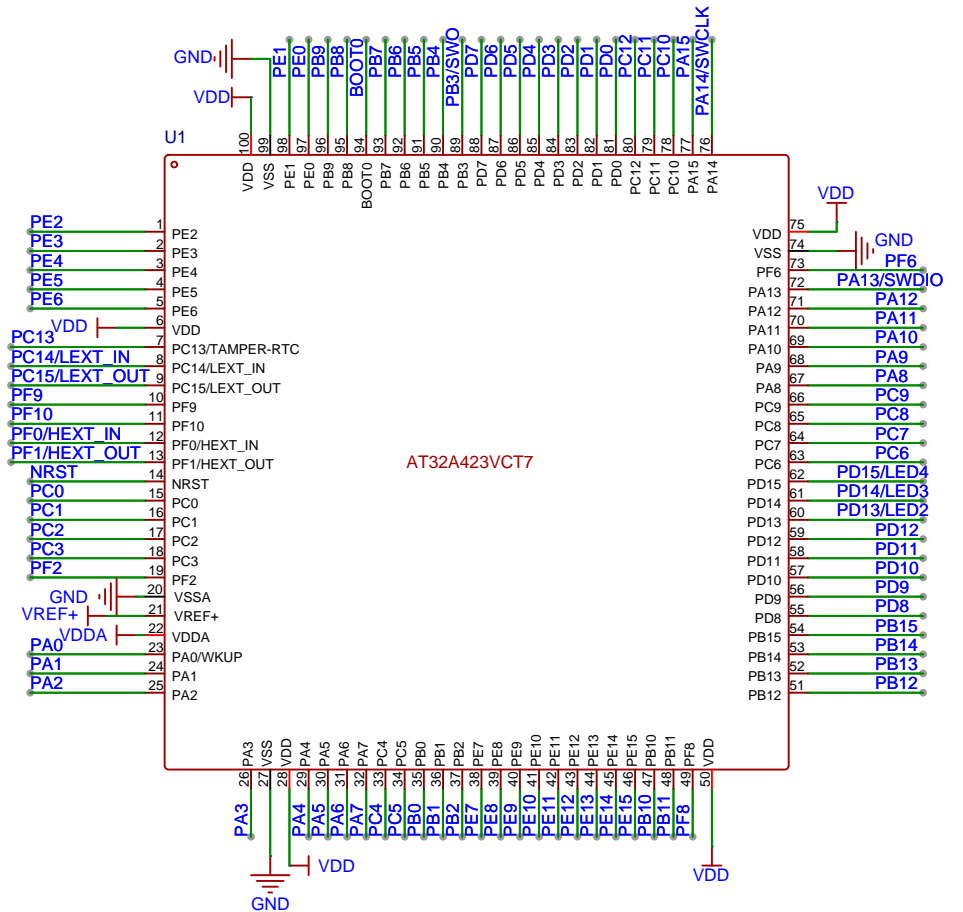 GND
VDD
PE1
PE0
PB9
PB8
BOOT0
PB7
PB6
PB5
PB4
PB3/SWO
PD7
PD6
PD5
PD4
PD3
PD2
PD1
PD0
PC12
PC11
PC10
PA15
PA14/SWCLK
U1
100 99 98 97 96 95 94 93 92 91 90 89 88 87 86 85 84 83 82 81 80 79 78 77 76
VDD
VSS
PE1
PE0
PB9
PB8
BOOT0
PB7
PB6
PB5
PB4
PB3
PD7
PD6
PD5
PD4
PD3
PD2
PD1
PD0
PC12
PC11
PC10
PA15
PA14
PE2 1 PE2
PE3 2 PE3
PE4 3 PE4
PE5 4 PE5
PE6 5 PE6
VDD 6 VDD
PC13 7 PC13/TAMPER-RTC
PC14/LEXT_IN 8 PC14/LEXT_IN
PC15/LEXT_OUT 9 PC15/LEXT_OUT
PF9 10 PF9
PF10 11 PF10
PF0/HEXT_IN 12 PF0/HEXT_IN
PF1/HEXT_OUT 13 PF1/HEXT_OUT
NRST 14 NRST
PC0 15 PC0
PC1 16 PC1
PC2 17 PC2
PC3 18 PC3
PF2 19 PF2
GND 20 VSSA
VREF+ 21 VREF+
VDDA 22 VDDA
PA0 23 PA0/WKUP
PA1 24 PA1
PA2 25 PA2
AT32A423VCT7
VDD
VDD 75
VSS 74 GND
PF6 73 PF6
PA13 72 PA13/SWDIO
PA12 71 PA12
PA11 70 PA11
PA10 69 PA10
PA9 68 PA9
PA8 67 PA8
PC9 66 PC9
PC8 65 PC8
PC7 64 PC7
PC6 63 PC6
PD15 62 PD15/LED4
PD14 61 PD14/LED3
PD13 60 PD13/LED2
PD12 59 PD12
PD11 58 PD11
PD10 57 PD10
PD9 56 PD9
PD8 55 PD8
PB15 54 PB15
PB14 53 PB14
PB13 52 PB13
PB12 51 PB12
PA3
VSS
VDD
PA4
PA5
PA6
PA7
PC4
PC5
PB0
PB1
PB2
PE7
PE8
PE9
PE10
PE11
PE12
PE13
PE14
PE15
PB10
PB11
PF8
VDD
26 27 28 29 30 31 32 33 34 35 36 37 38 39 40 41 42 43 44 45 46 47 48 49 50
PA3
PA4
PA5
PA6
PA7
PC4
PC5
PB0
PB1
PB2
PE7
PE8
PE9
PE10
PE11
PE12
PE13
PE14
PE15
PB10
PB11
PF8
VDD
VDD
GND